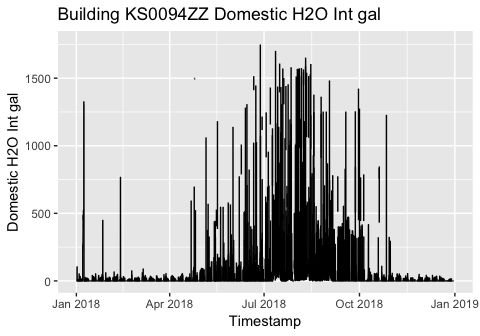 Building KS0094ZZ Domestic H2O Int gal
Domestic H2O Int gal
1500
1000
500
0
Jan 2018 Apr 2018 Jul 2018 Oct 2018 Jan 2019
Timestamp